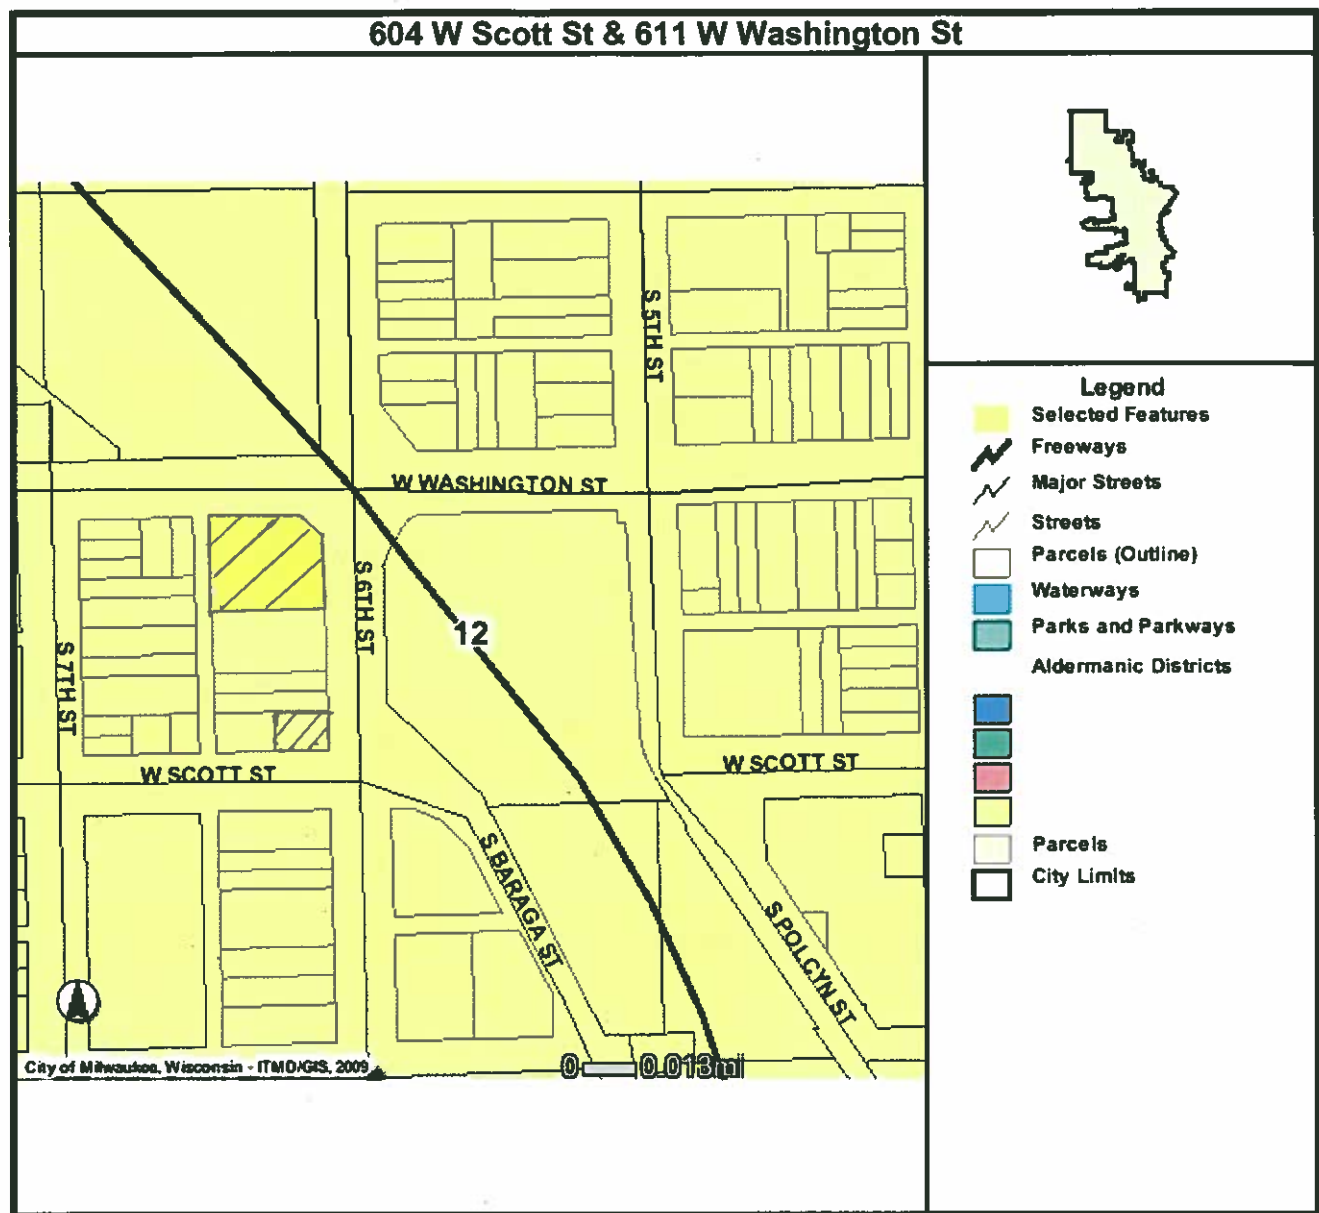 604 W Scott St & 611 W Washington St
S 5TH ST
W WASHINGTON ST
S 6TH ST
12
S 7TH ST
W SCOTT ST
W SCOTT ST
S BARAGA ST
S POLCYN ST
City of Milwaukee, Wisconsin - ITMD/GIS, 2009
0 0.013mi
Legend
Selected Features
Freeways
Major Streets
Streets
Parcels (Outline)
Waterways
Parks and Parkways
Aldermanic Districts
Parcels
City Limits